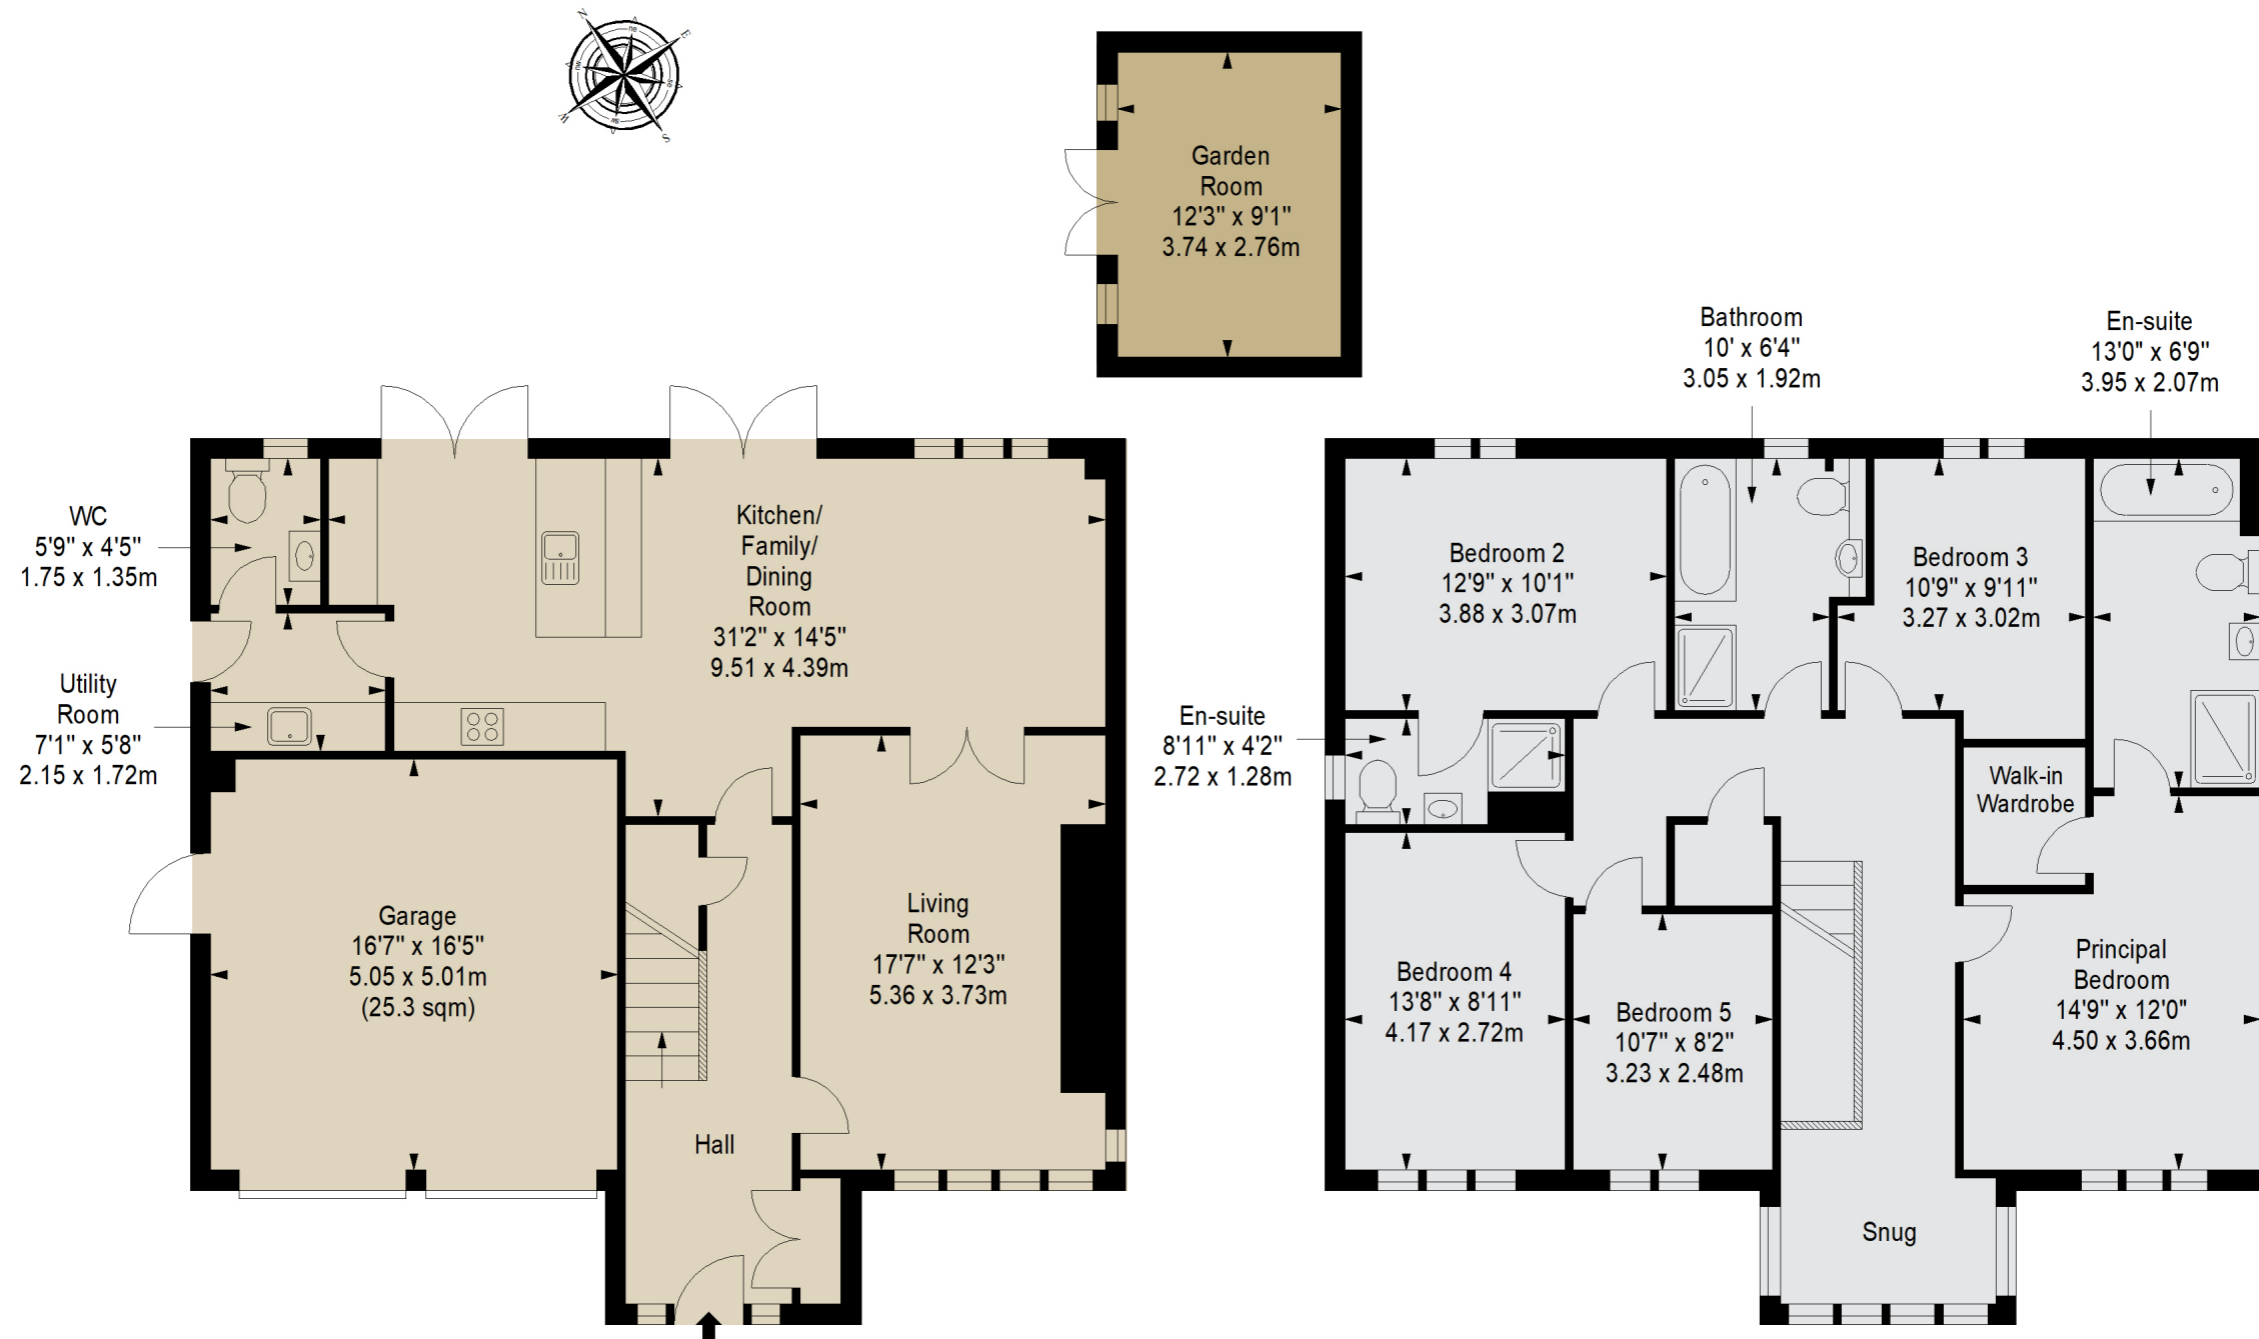 N
E
S
W
ne
se
sw
nw
Garden
Room
12'3" x 9'1"
3.74 x 2.76m
WC
5'9" x 4'5"
1.75 x 1.35m
Utility
Room
7'1" x 5'8"
2.15 x 1.72m
Kitchen/
Family/
Dining
Room
31'2" x 14'5"
9.51 x 4.39m
Garage
16'7" x 16'5"
5.05 x 5.01m
(25.3 sqm)
Living
Room
17'7" x 12'3"
5.36 x 3.73m
Hall
Bathroom
10' x 6'4"
3.05 x 1.92m
En-suite
13'0" x 6'9"
3.95 x 2.07m
Bedroom 2
12'9" x 10'1"
3.88 x 3.07m
Bedroom 3
10'9" x 9'11"
3.27 x 3.02m
En-suite
8'11" x 4'2"
2.72 x 1.28m
Walk-in
Wardrobe
Bedroom 4
13'8" x 8'11"
4.17 x 2.72m
Bedroom 5
10'7" x 8'2"
3.23 x 2.48m
Principal
Bedroom
14'9" x 12'0"
4.50 x 3.66m
Snug